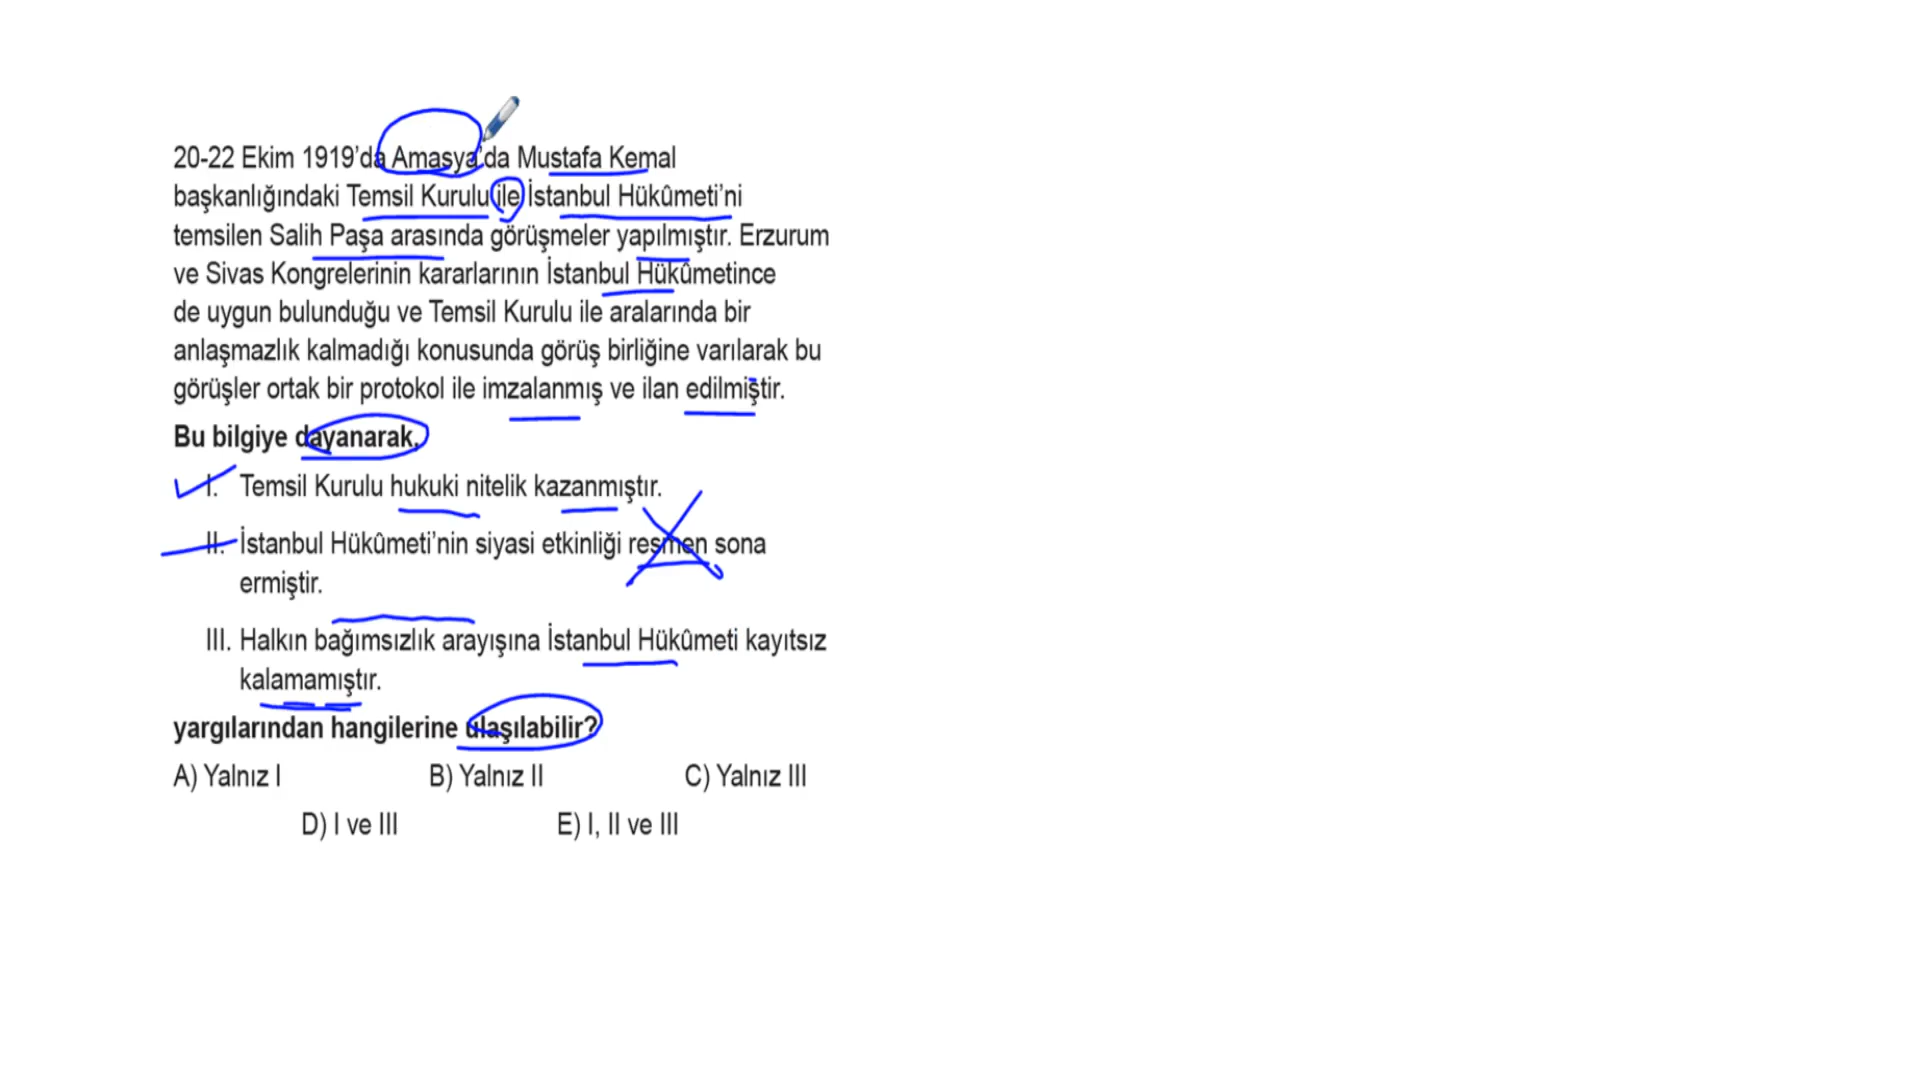 20-22 Ekim 1919’da Amasya’da Mustafa Kemal
başkanlığındaki Temsil Kurulu ile İstanbul Hükûmeti’ni
temsilen Salih Paşa arasında görüşmeler yapılmıştır. Erzurum
ve Sivas Kongrelerinin kararlarının İstanbul Hükûmetince
de uygun bulunduğu ve Temsil Kurulu ile aralarında bir
anlaşmazlık kalmadığı konusunda görüş birliğine varılarak bu
görüşler ortak bir protokol ile imzalanmış ve ilan edilmiştir.
Bu bilgiye dayanarak,
I. Temsil Kurulu hukuki nitelik kazanmıştır.
II. İstanbul Hükûmeti’nin siyasi etkinliği resmen sona
ermiştir.
III. Halkın bağımsızlık arayışına İstanbul Hükûmeti kayıtsız
kalamamıştır.
yargılarından hangilerine ulaşılabilir?
A) Yalnız I B) Yalnız II C) Yalnız III
D) I ve III E) I, II ve III